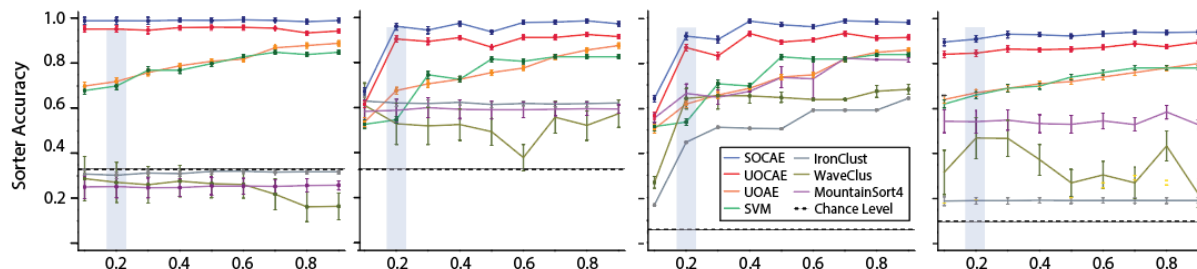 Sorter Accuracy
1.0
0.8
0.6
0.4
0.2
SOCAE
UOCAE
UOAE
SVM
IronClust
WaveClus
MountainSort4
Chance Level
0.2 0.4 0.6 0.8
0.2 0.4 0.6 0.8
0.2 0.4 0.6 0.8
0.2 0.4 0.6 0.8